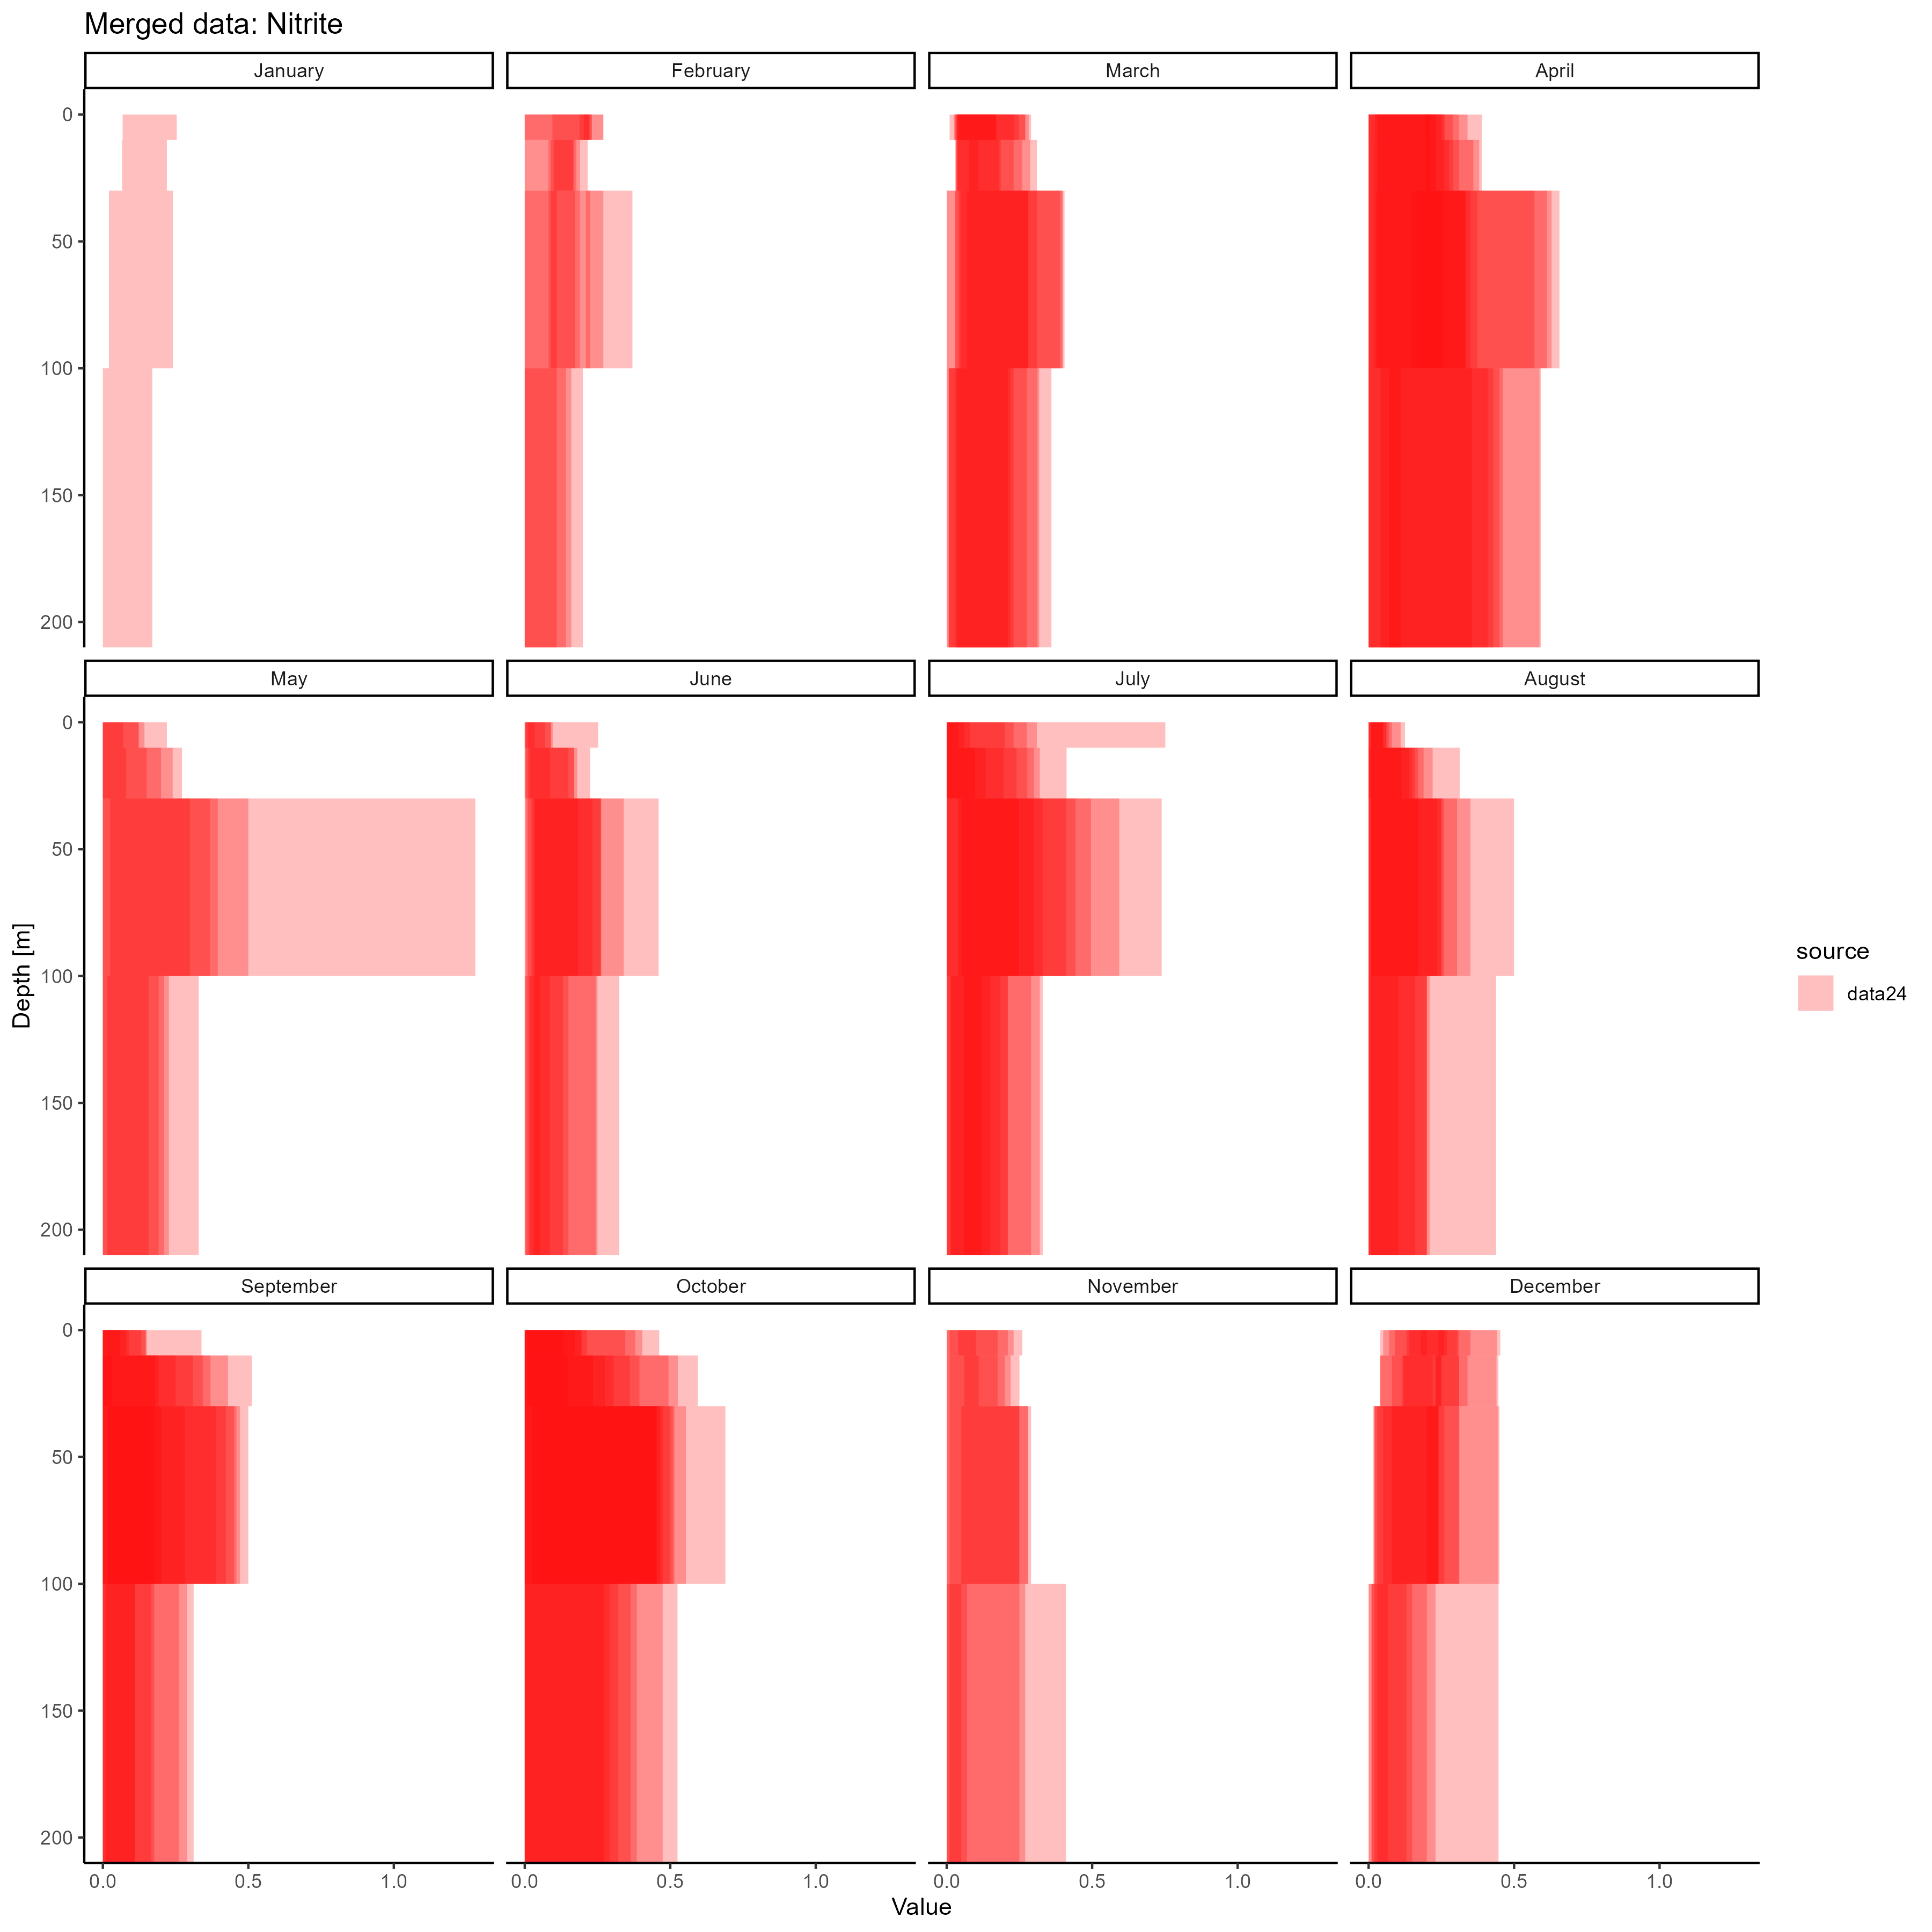 Merged data: Nitrite
January February March April
0
50
100
150
200
May June July August
0
50
100
150
200
Depth [m]
source
data24
September October November December
0
50
100
150
200
0.0 0.5 1.0 0.0 0.5 1.0 0.0 0.5 1.0 0.0 0.5 1.0
Value